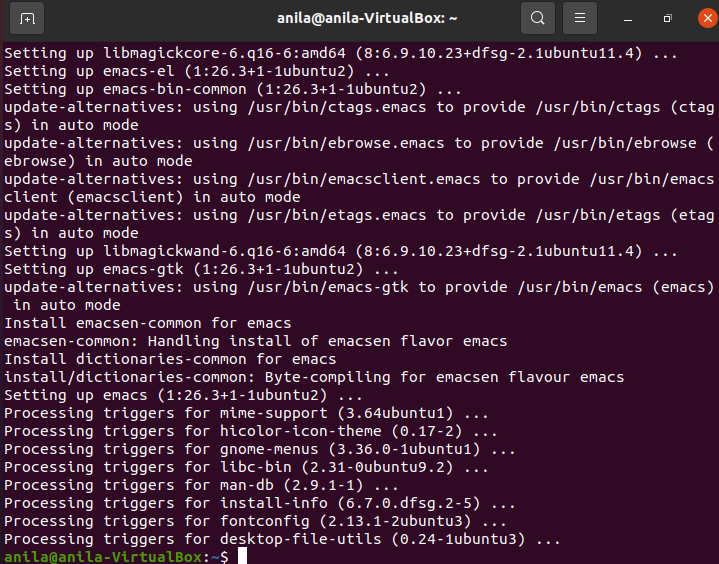 anila@anila-VirtualBox: ~
Setting up libmagickcore-6.q16-6:amd64 (8:6.9.10.23+dfsg-2.1ubuntu11.4) ...
Setting up emacs-el (1:26.3+1-1ubuntu2) ...
Setting up emacs-bin-common (1:26.3+1-1ubuntu2) ...
update-alternatives: using /usr/bin/ctags.emacs to provide /usr/bin/ctags (ctag
s) in auto mode
update-alternatives: using /usr/bin/ebrowse.emacs to provide /usr/bin/ebrowse (
ebrowse) in auto mode
update-alternatives: using /usr/bin/emacsclient.emacs to provide /usr/bin/emacs
client (emacsclient) in auto mode
update-alternatives: using /usr/bin/etags.emacs to provide /usr/bin/etags (etag
s) in auto mode
Setting up libmagickwand-6.q16-6:amd64 (8:6.9.10.23+dfsg-2.1ubuntu11.4) ...
Setting up emacs-gtk (1:26.3+1-1ubuntu2) ...
update-alternatives: using /usr/bin/emacs-gtk to provide /usr/bin/emacs (emacs)
 in auto mode
Install emacsen-common for emacs
emacsen-common: Handling install of emacsen flavor emacs
Install dictionaries-common for emacs
install/dictionaries-common: Byte-compiling for emacsen flavour emacs
Setting up emacs (1:26.3+1-1ubuntu2) ...
Processing triggers for mime-support (3.64ubuntu1) ...
Processing triggers for hicolor-icon-theme (0.17-2) ...
Processing triggers for gnome-menus (3.36.0-1ubuntu1) ...
Processing triggers for libc-bin (2.31-0ubuntu9.2) ...
Processing triggers for man-db (2.9.1-1) ...
Processing triggers for install-info (6.7.0.dfsg.2-5) ...
Processing triggers for fontconfig (2.13.1-2ubuntu3) ...
Processing triggers for desktop-file-utils (0.24-1ubuntu3) ...
anila@anila-VirtualBox:~$